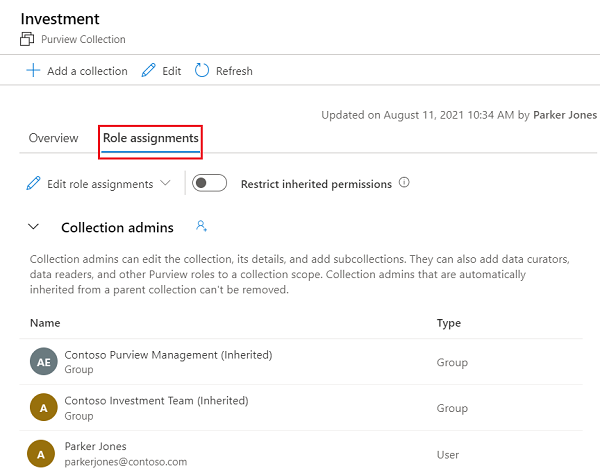 Investment
Purview Collection
Add a collection Edit Refresh
Updated on August 11, 2021 10:34 AM by Parker Jones
Overview Role assignments
Edit role assignments Restrict inherited permissions
Collection admins
Collection admins can edit the collection, its details, and add subcollections. They can also add data curators,
data readers, and other Purview roles to a collection scope. Collection admins that are automatically
inherited from a parent collection can't be removed.
Name Type
AE Contoso Purview Management (Inherited) Group
Group
A Contoso Investment Team (Inherited) Group
Group
A Parker Jones User
parkerjones@contoso.com